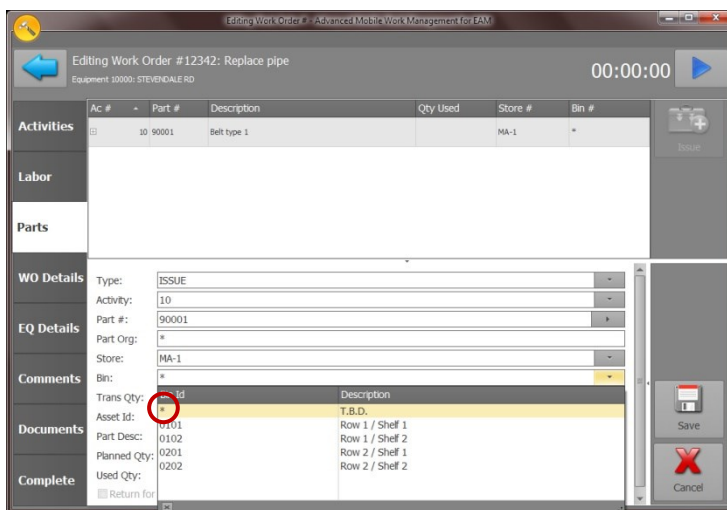 Editing Work Order # - Advanced Mobile Work Management for EAM
Editing Work Order #12342: Replace pipe
Equipment 10000: STEVENDALE RD
00:00:00
Ac # Part # Description Qty Used Store # Bin #
10 90001 Belt type 1 MA-1 *
Issue
Activities
Labor
Parts
WO Details
EQ Details
Comments
Documents
Complete
Type: ISSUE
Activity: 10
Part #: 90001
Part Org: *
Store: MA-1
Bin: *
Trans Qty:
Asset Id:
Part Desc:
Planned Qty:
Used Qty:
Return for
Id Description
* T.B.D.
0101 Row 1 / Shelf 1
0102 Row 1 / Shelf 2
0201 Row 2 / Shelf 1
0202 Row 2 / Shelf 2
Save
Cancel